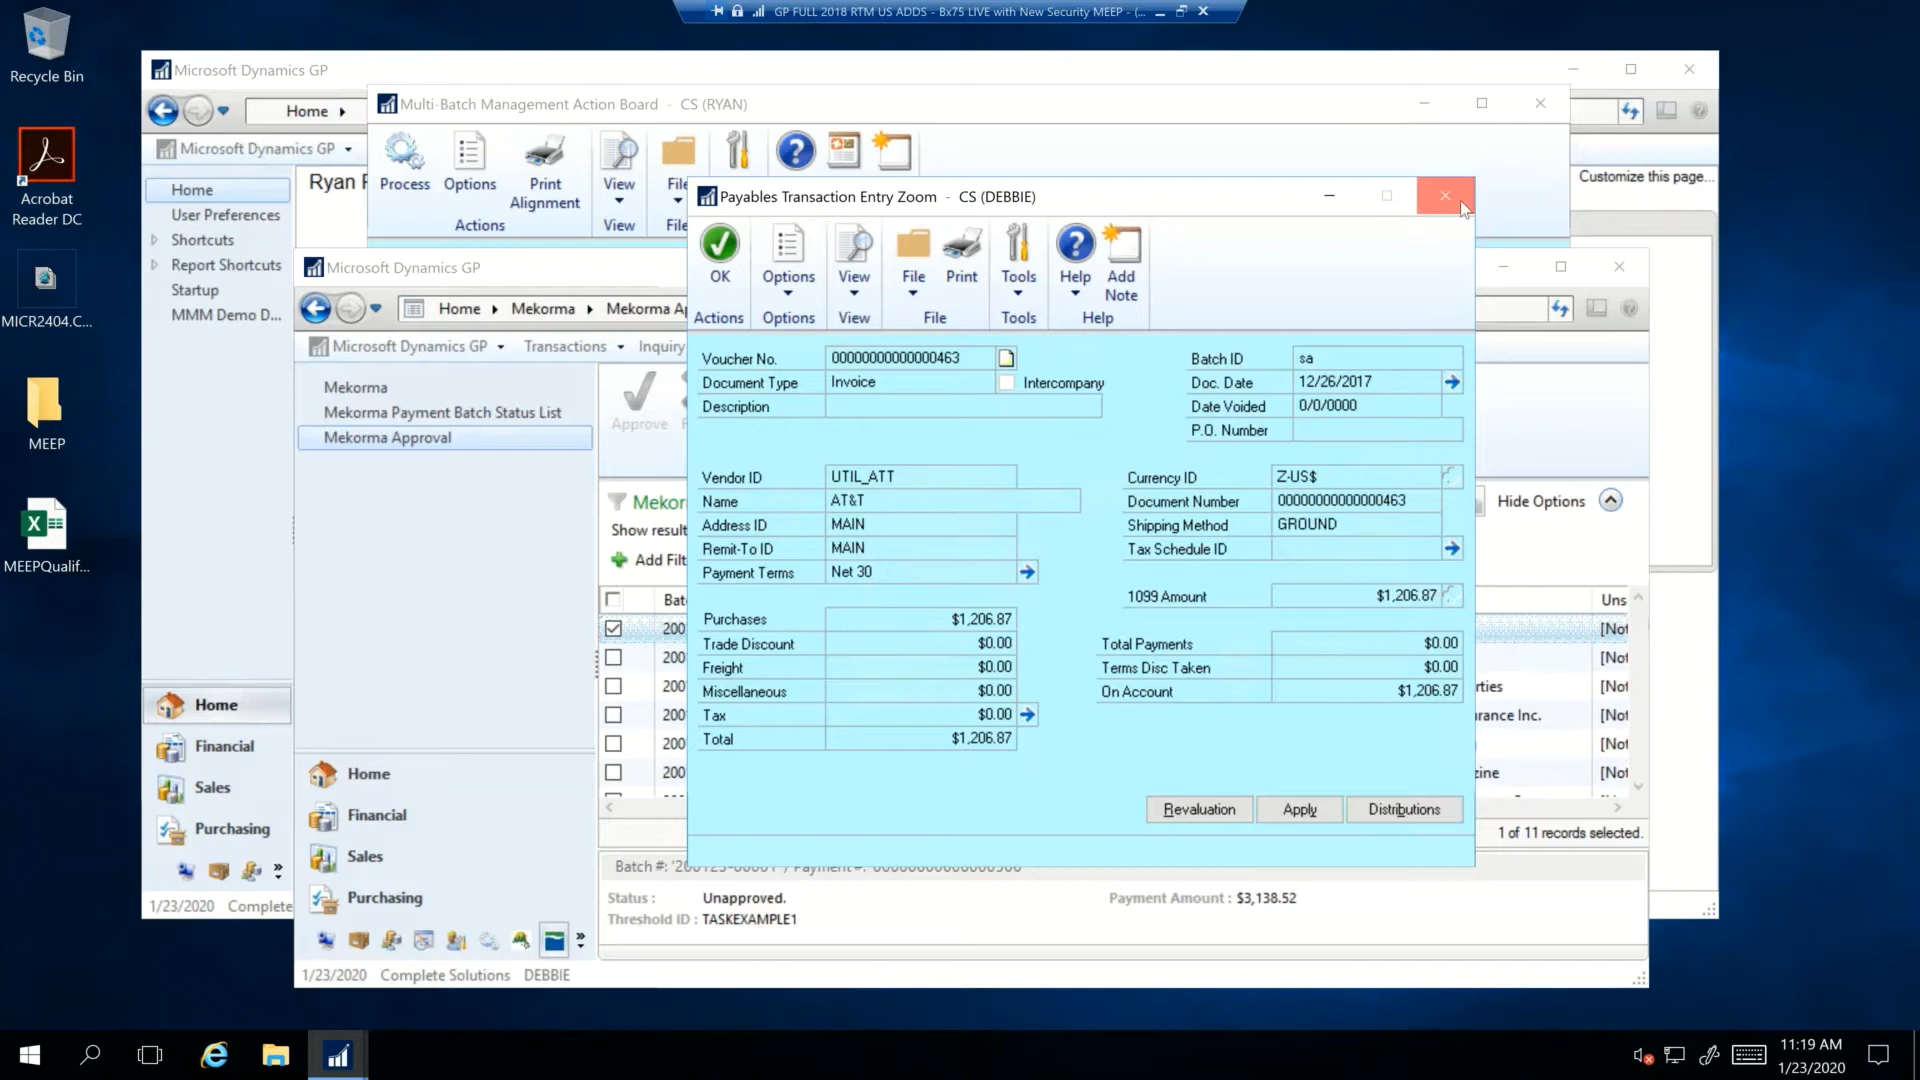 GP FULL 2018 RTM US ADDS - Bx75 LIVE with New Security MEEP - (...
Recycle Bin
Acrobat
Reader DC
MICR2404.C...
MEEP
MEEPQualif...
Microsoft Dynamics GP
Home
Microsoft Dynamics GP
Home
User Preferences
Shortcuts
Report Shortcuts
Startup
MMM Demo D...
Home
Financial
Sales
Purchasing
1/23/2020 Complete
Ryan
Customize this page...
Multi-Batch Management Action Board - CS (RYAN)
Process
Options
Print
Alignment
View
File
Actions
View
File
Microsoft Dynamics GP
Home Mekorma Mekorma Ap
Microsoft Dynamics GP Transactions Inquiry
Mekorma
Mekorma Payment Batch Status List
Mekorma Approval
Home
Financial
Sales
Purchasing
1/23/2020 Complete Solutions DEBBIE
Approve
Mekor
Hide Options
Show result
Add Filt
Bat
Uns
200
[Not
200
[Not
200
rties
[Not
200
rance Inc.
[Not
200
[Not
200
zine
[Not
1 of 11 records selected.
Status : Unapproved.
Payment Amount : $3,138.52
Threshold ID : TASKEXAMPLE1
Payables Transaction Entry Zoom - CS (DEBBIE)
OK
Options
View
File
Print
Tools
Help
Add
Note
Actions
Options
View
File
Tools
Help
Voucher No. 00000000000000463
Batch ID sa
Document Type Invoice
Intercompany
Doc. Date 12/26/2017
Description
Date Voided 0/0/0000
P.O. Number
Vendor ID UTIL_ATT
Currency ID Z-US$
Name AT&T
Document Number 00000000000000463
Address ID MAIN
Shipping Method GROUND
Remit-To ID MAIN
Tax Schedule ID
Payment Terms Net 30
1099 Amount $1,206.87
Purchases $1,206.87
Trade Discount $0.00
Total Payments $0.00
Freight $0.00
Terms Disc Taken $0.00
Miscellaneous $0.00
On Account $1,206.87
Tax $0.00
Total $1,206.87
Revaluation
Apply
Distributions
11:19 AM
1/23/2020